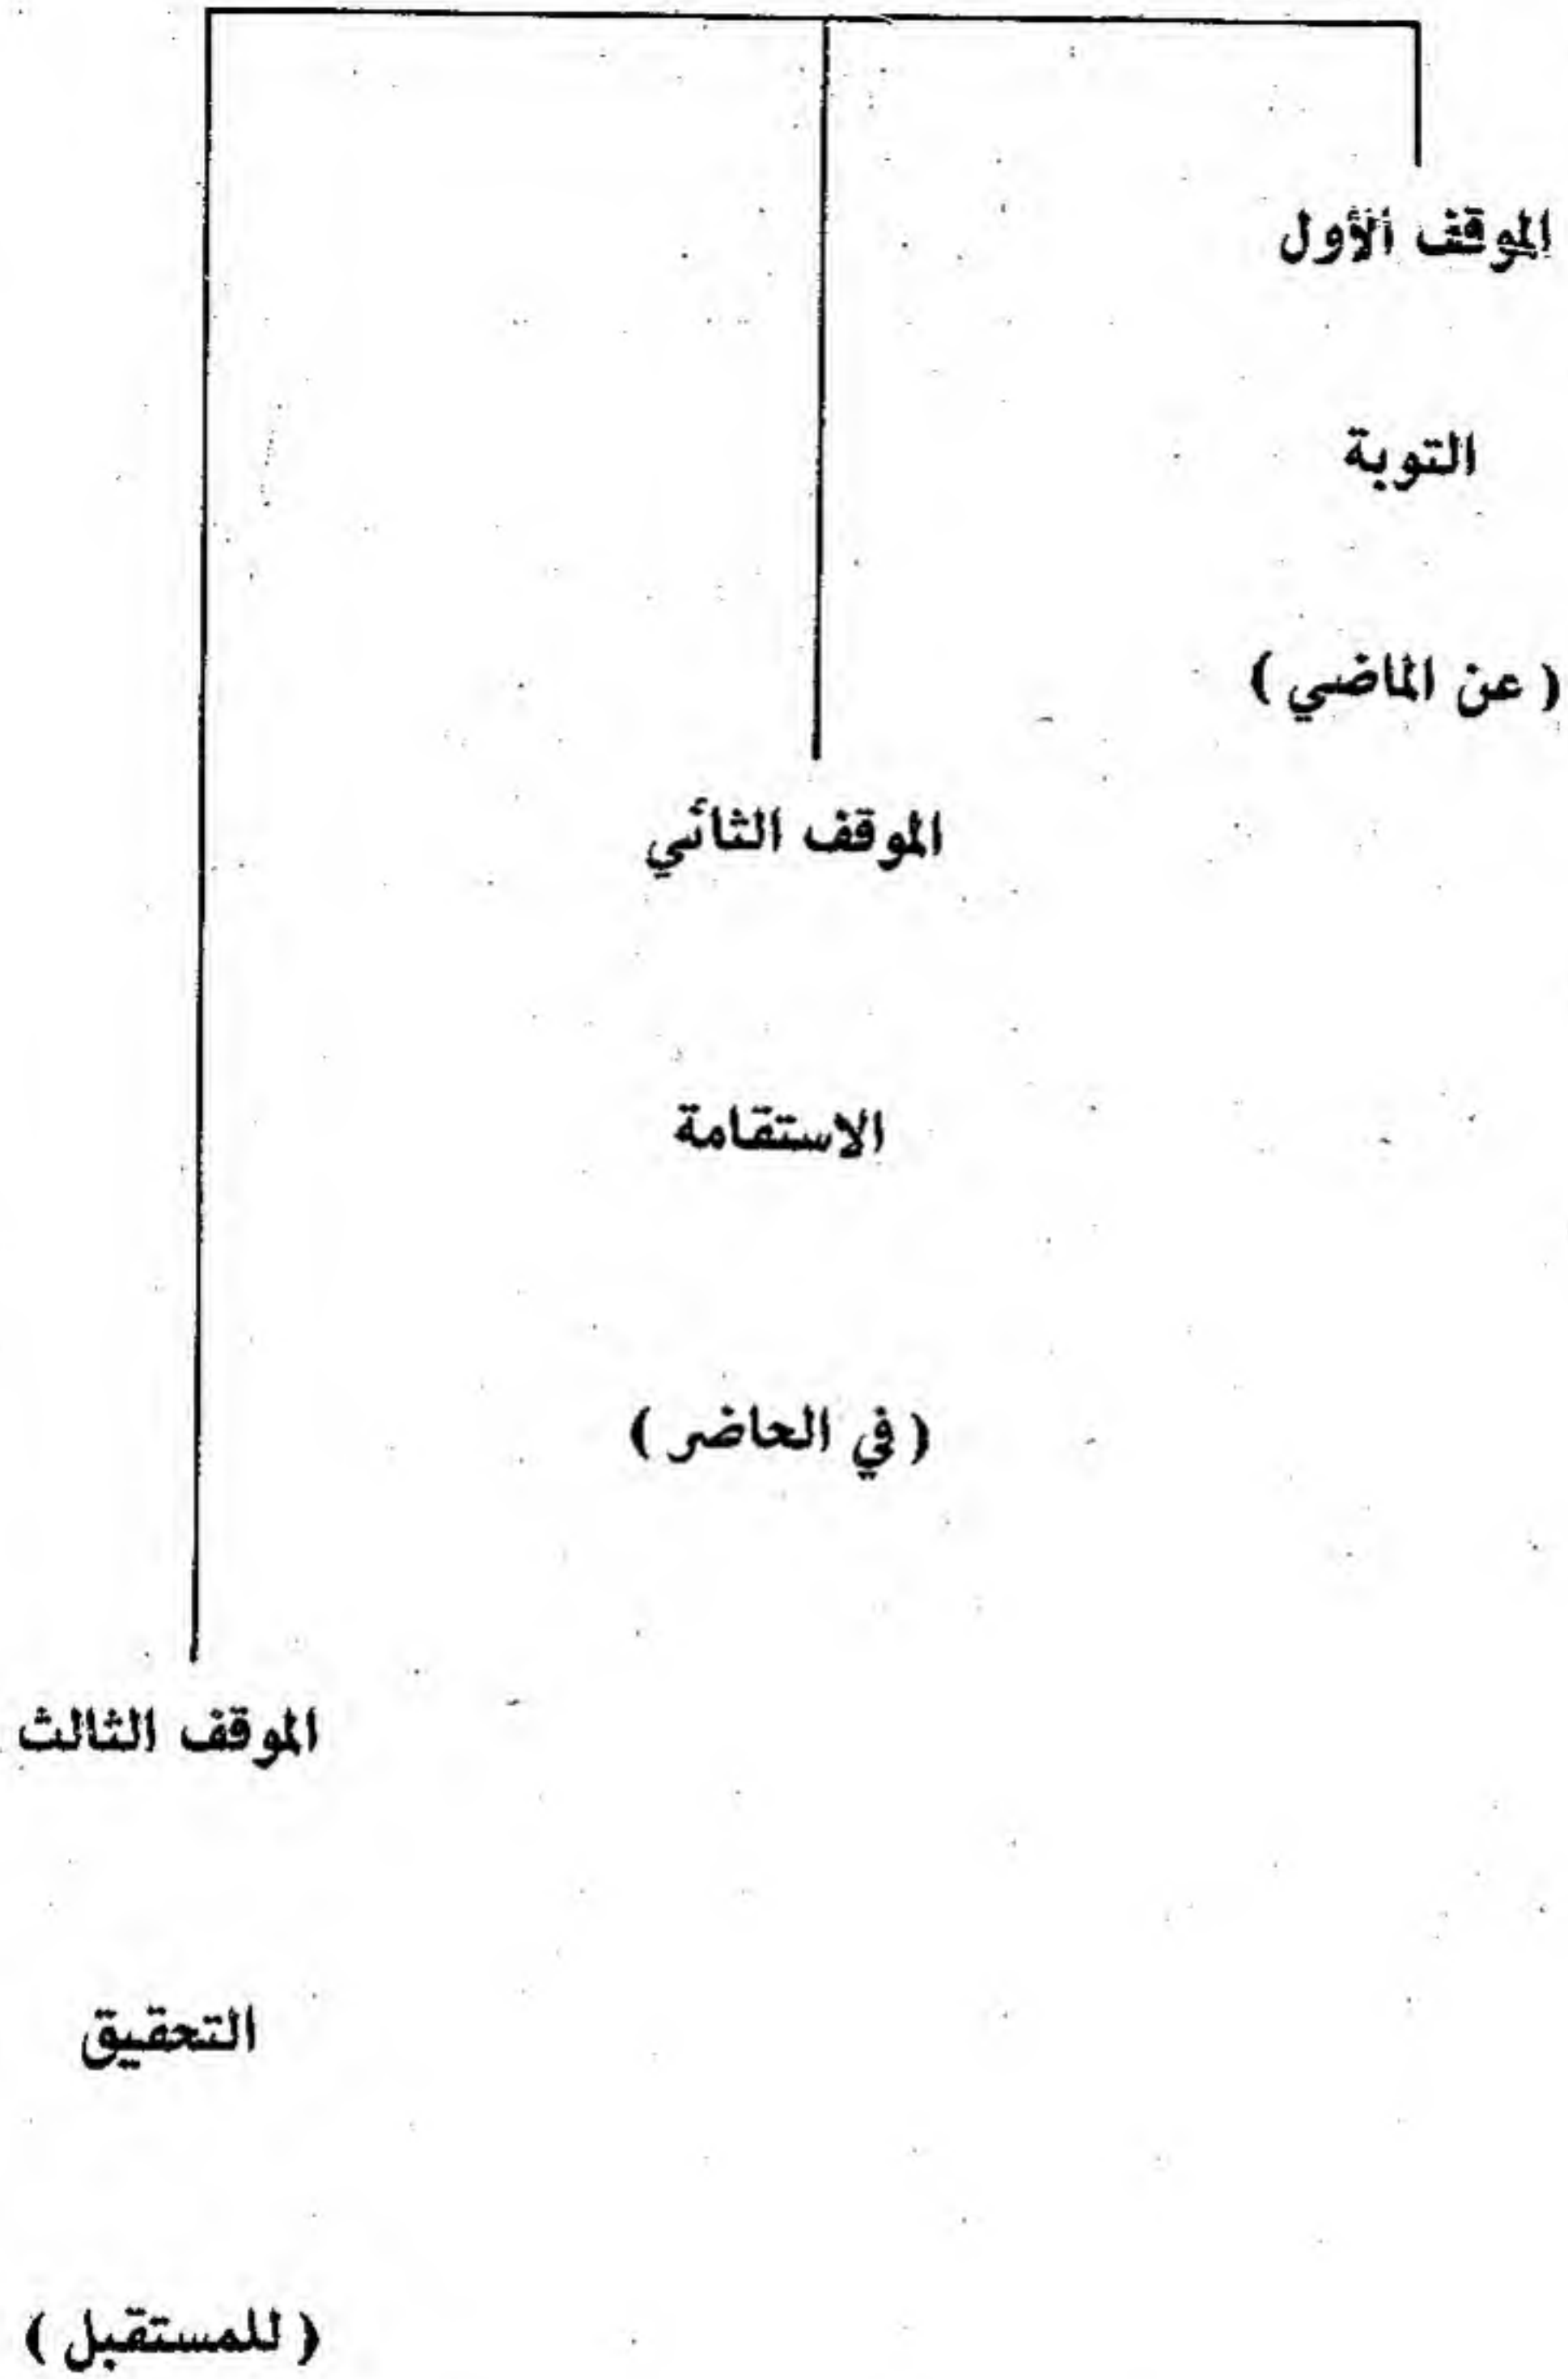 الموقف الأول
التوبة
( عن الماضي )
الموقف الثاني
الاستقامة
( في الحاضر )
الموقف الثالث
التحقيق
( للمستقبل )